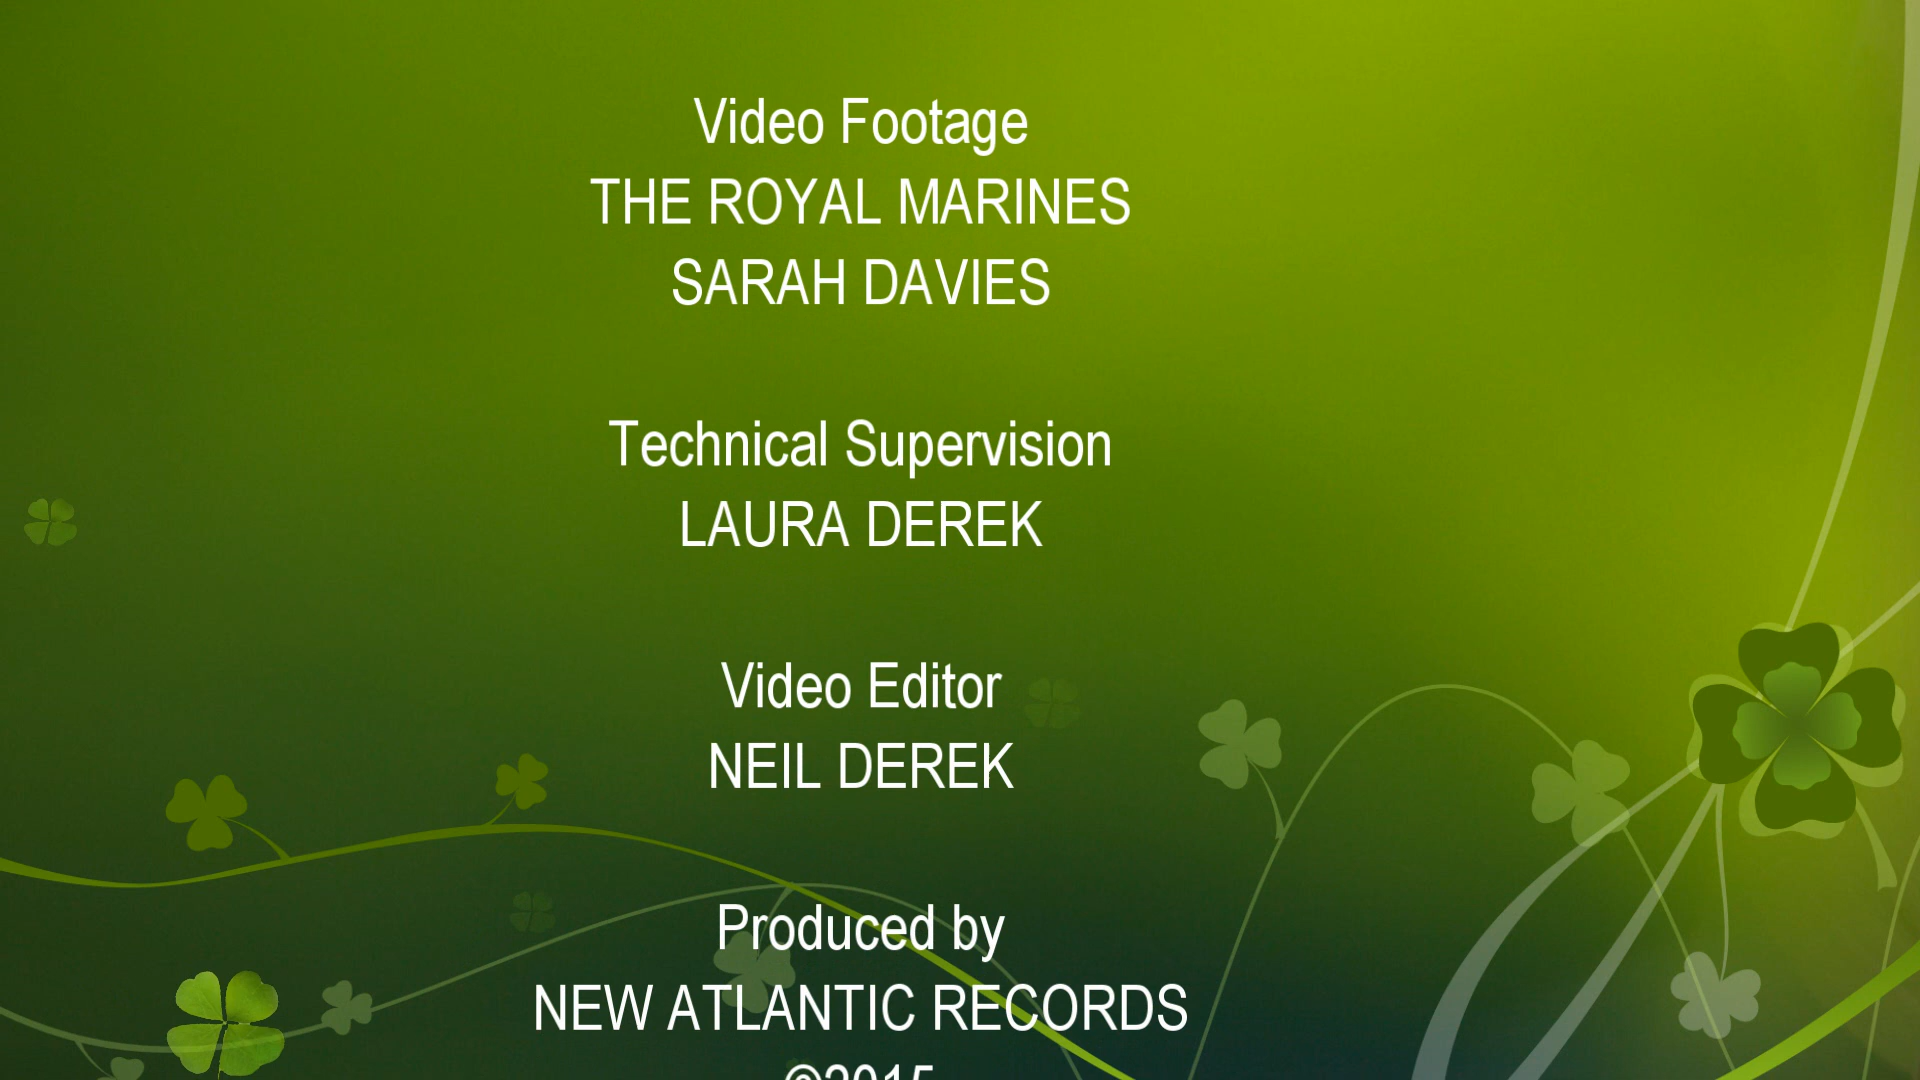 Video Footage
THE ROYAL MARINES
SARAH DAVIES
Technical Supervision
LAURA DEREK
Video Editor
NEIL DEREK
Produced by
NEW ATLANTIC RECORDS
©2015